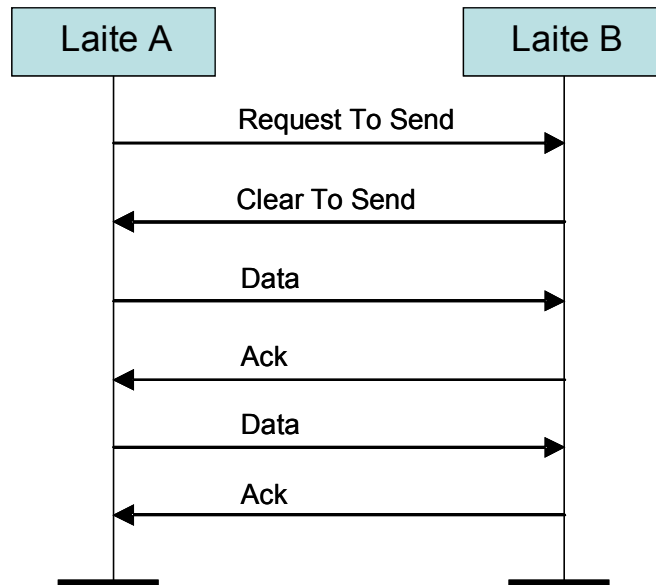 Laite A
Laite B
Request To Send
Clear To Send
Data
Ack
Data
Ack